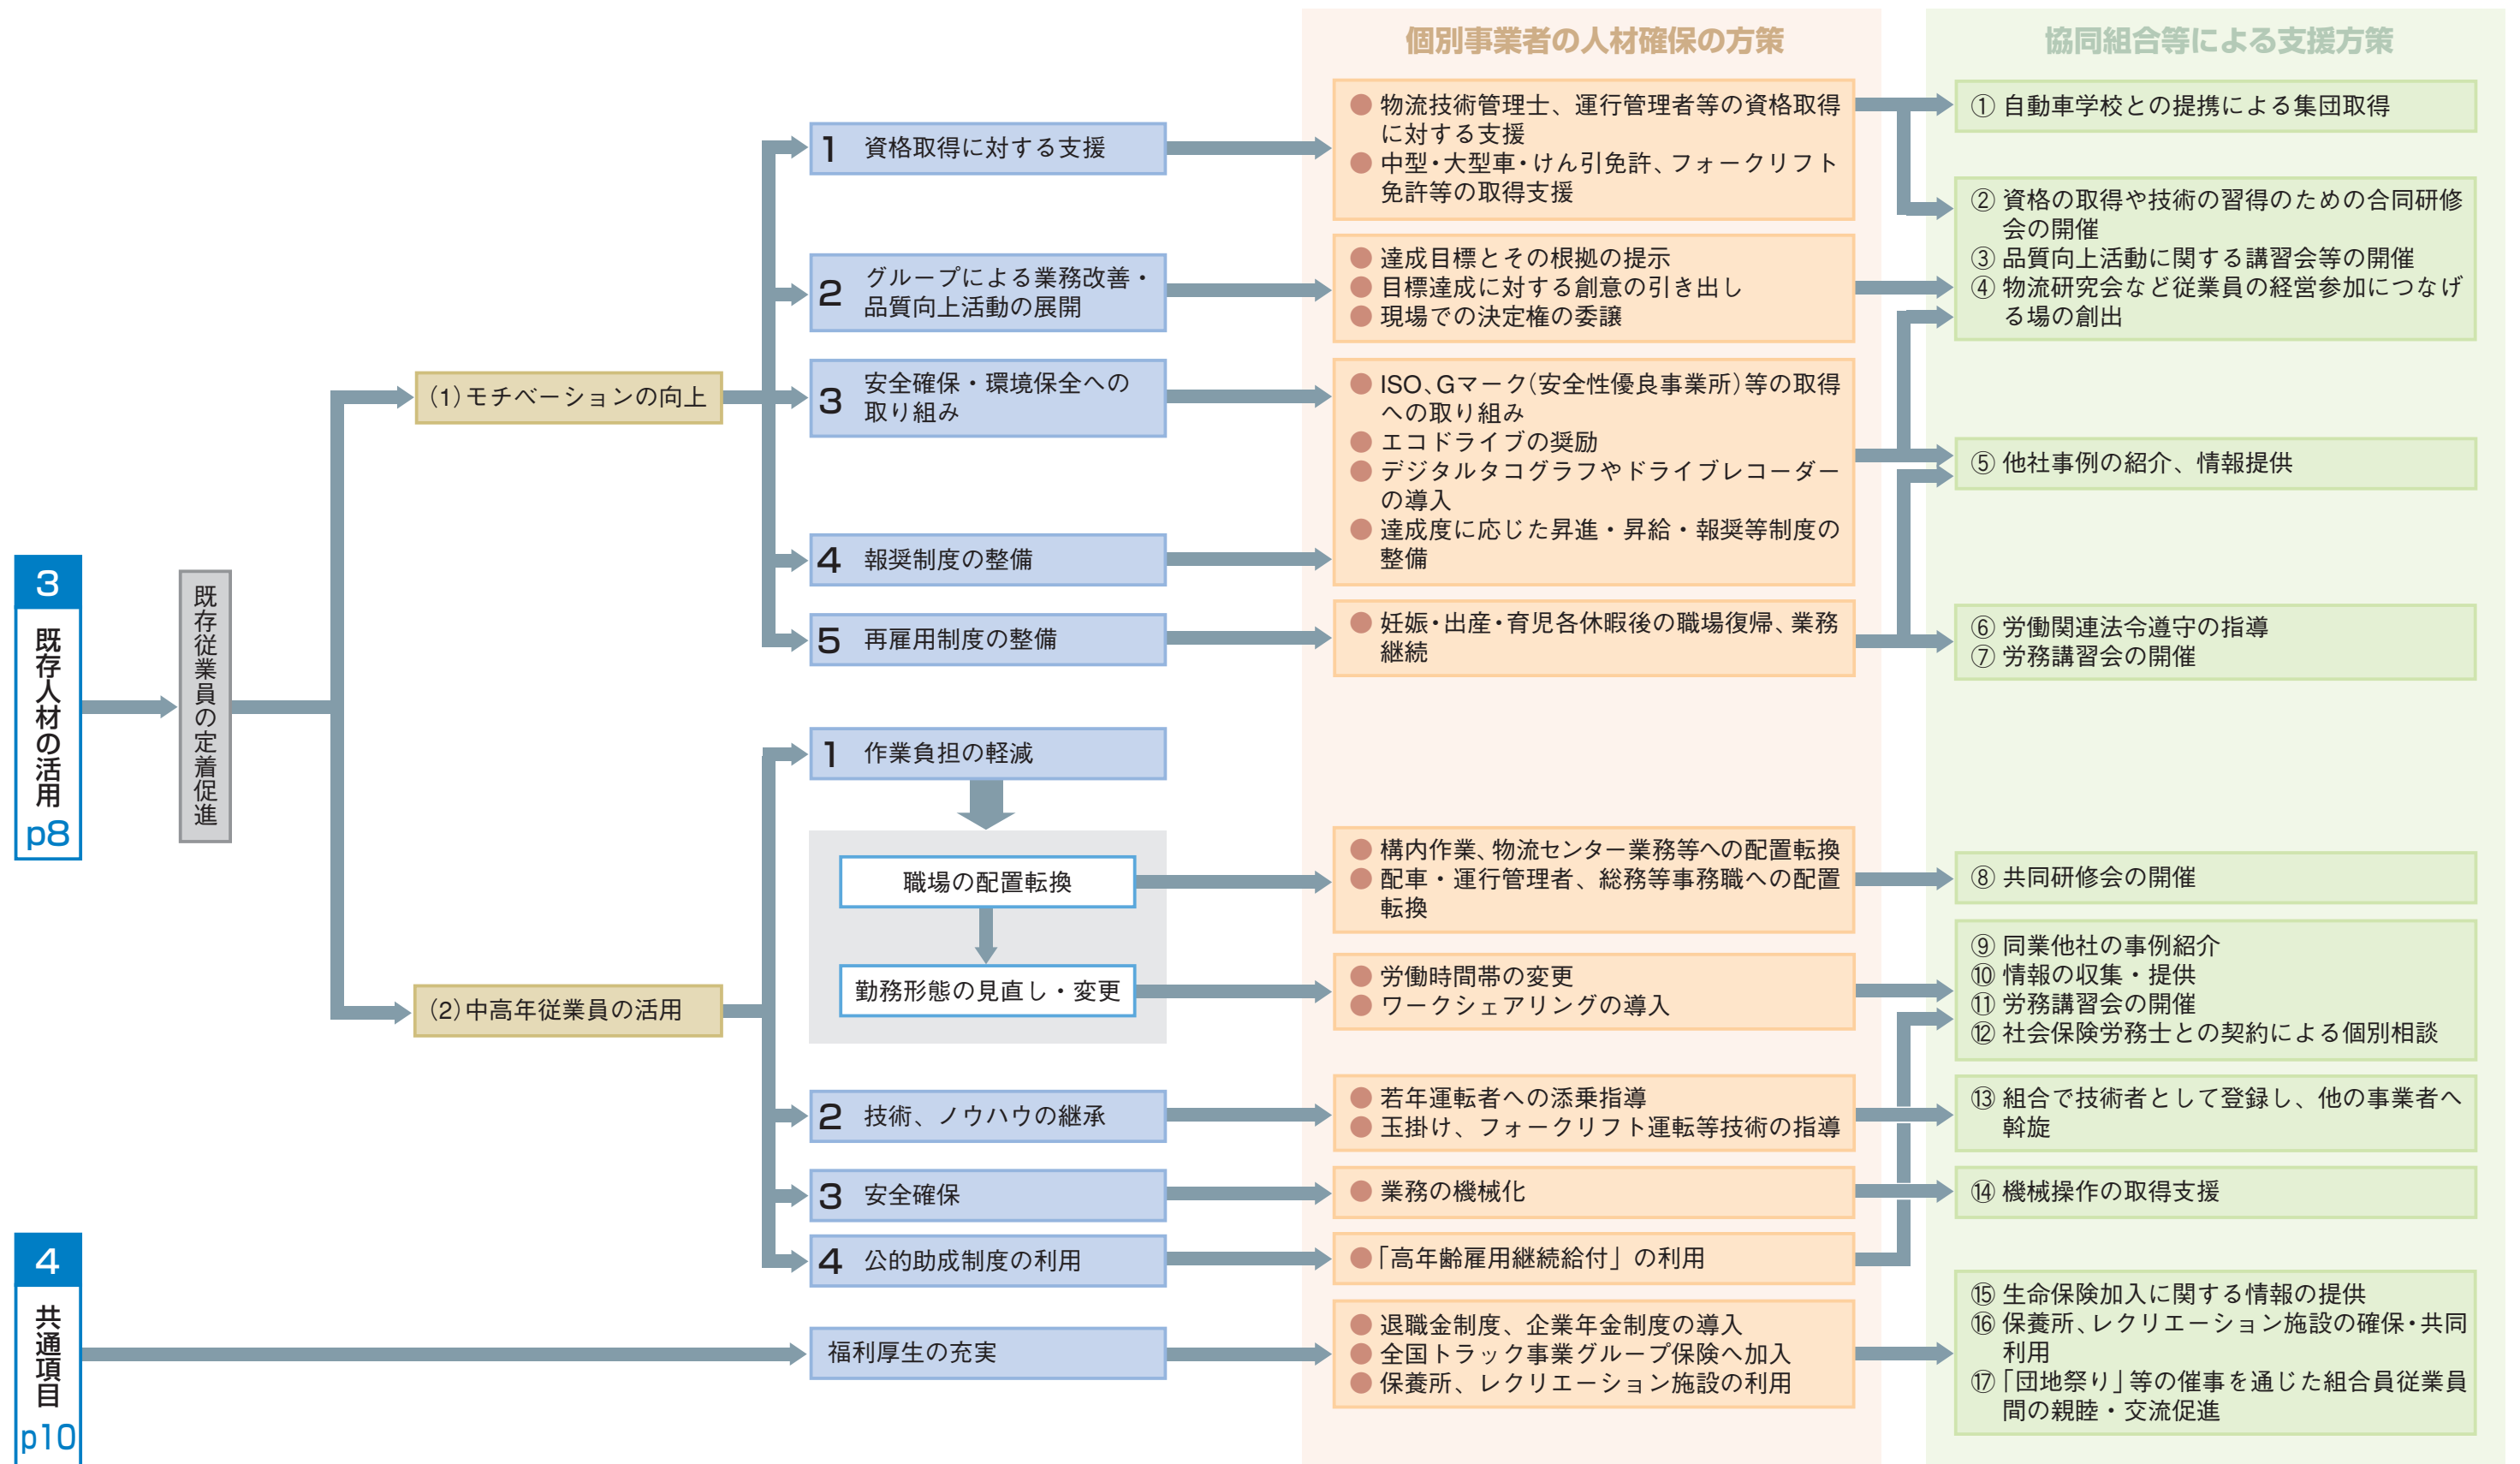 個別事業者の人材確保の方策
協同組合等による支援方策
3
既存人材の活用
p8
既存従業員の定着促進
(1)モチベーションの向上
1 資格取得に対する支援
● 物流技術管理士、運行管理者等の資格取得
に対する支援
● 中型・大型車・けん引免許、フォークリフト
免許等の取得支援
① 自動車学校との提携による集団取得
2 グループによる業務改善・
品質向上活動の展開
● 達成目標とその根拠の提示
● 目標達成に対する創意の引き出し
● 現場での決定権の委譲
② 資格の取得や技術の習得のための合同研修
会の開催
③ 品質向上活動に関する講習会等の開催
④ 物流研究会など従業員の経営参加につなげ
る場の創出
3 安全確保・環境保全への
取り組み
● ISO、Gマーク(安全性優良事業所)等の取得
への取り組み
● エコドライブの奨励
● デジタルタコグラフやドライブレコーダー
の導入
● 達成度に応じた昇進・昇給・報奨等制度の
整備
⑤ 他社事例の紹介、情報提供
4 報奨制度の整備
5 再雇用制度の整備
● 妊娠・出産・育児各休暇後の職場復帰、業務
継続
⑥ 労働関連法令遵守の指導
⑦ 労務講習会の開催
(2)中高年従業員の活用
1 作業負担の軽減
職場の配置転換
● 構内作業、物流センター業務等への配置転換
● 配車・運行管理者、総務等事務職への配置
転換
⑧ 共同研修会の開催
勤務形態の見直し・変更
● 労働時間帯の変更
● ワークシェアリングの導入
⑨ 同業他社の事例紹介
⑩ 情報の収集・提供
⑪ 労務講習会の開催
⑫ 社会保険労務士との契約による個別相談
2 技術、ノウハウの継承
● 若年運転者への添乗指導
● 玉掛け、フォークリフト運転等技術の指導
⑬ 組合で技術者として登録し、他の事業者へ
斡旋
3 安全確保
● 業務の機械化
⑭ 機械操作の取得支援
4 公的助成制度の利用
● 「高年齢雇用継続給付」の利用
4
共通項目
p10
福利厚生の充実
● 退職金制度、企業年金制度の導入
● 全国トラック事業グループ保険へ加入
● 保養所、レクリエーション施設の利用
⑮ 生命保険加入に関する情報の提供
⑯ 保養所、レクリエーション施設の確保・共同
利用
⑰ 「団地祭り」等の催事を通じた組合員従業員
間の親睦・交流促進